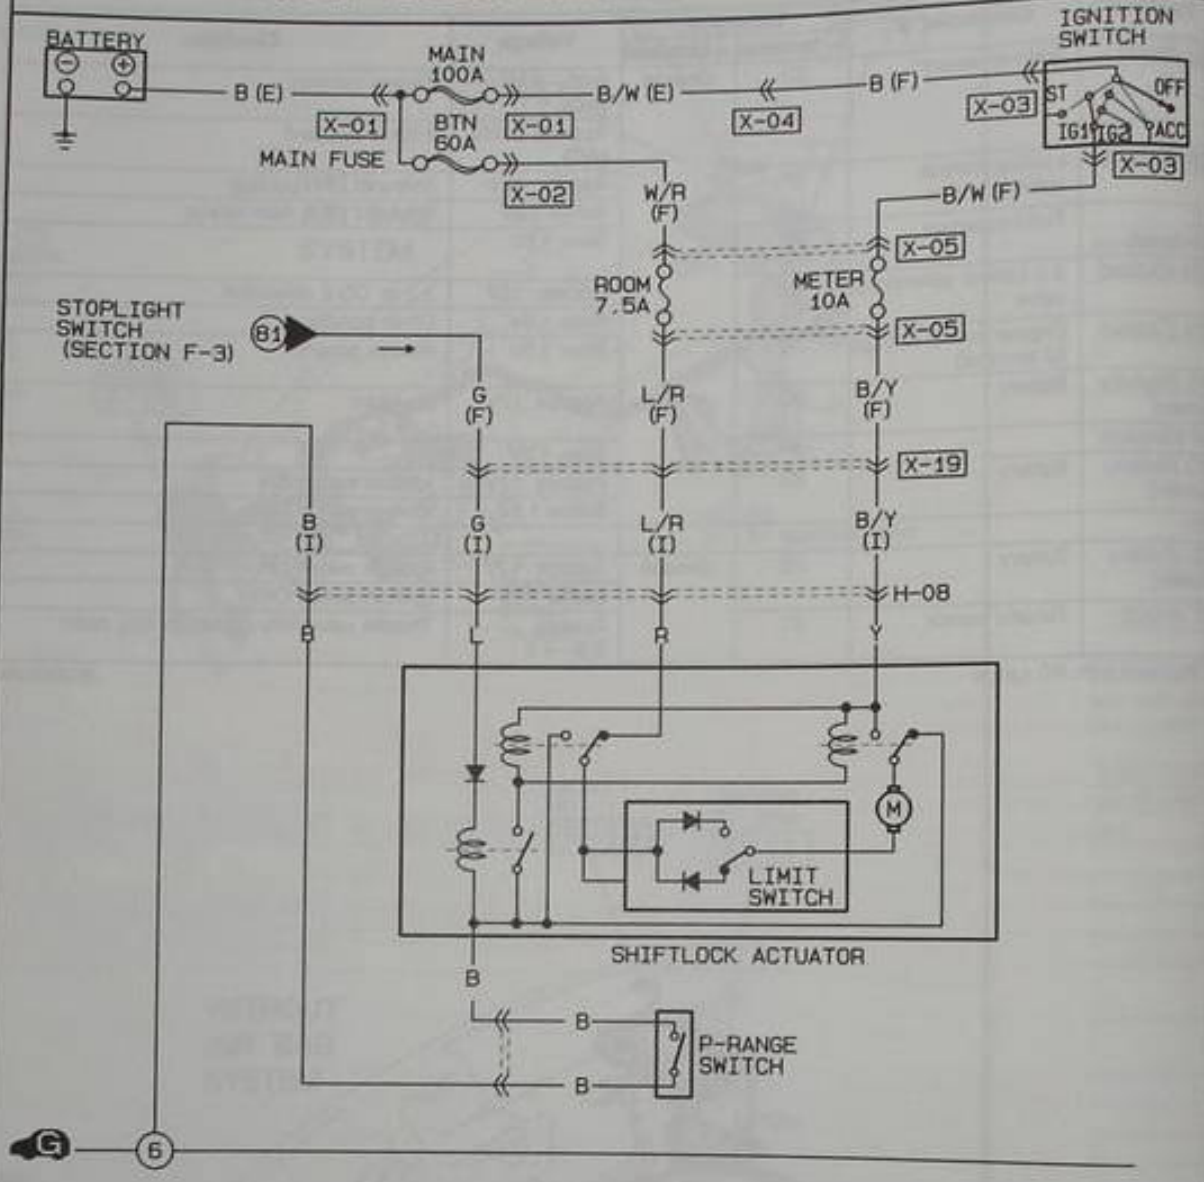 BATTERY
MAIN
100A
IGNITION
SWITCH
B (E)
B/W (E)
B (F)
X-01
BTN
60A
X-01
X-04
X-03
ST
OFF
IG1
IG2
ACC
MAIN FUSE
X-02
X-03
W/R
(F)
B/W (F)
X-05
ROOM
7.5A
METER
10A
X-05
STOPLIGHT
SWITCH
(SECTION F-3)
B1
G
(F)
L/R
(F)
B/Y
(F)
X-19
B
(I)
G
(I)
L/R
(I)
B/Y
(I)
H-08
B
L
R
Y
M
LIMIT
SWITCH
SHIFTLOCK ACTUATOR
B
B
P-RANGE
SWITCH
B
G
6